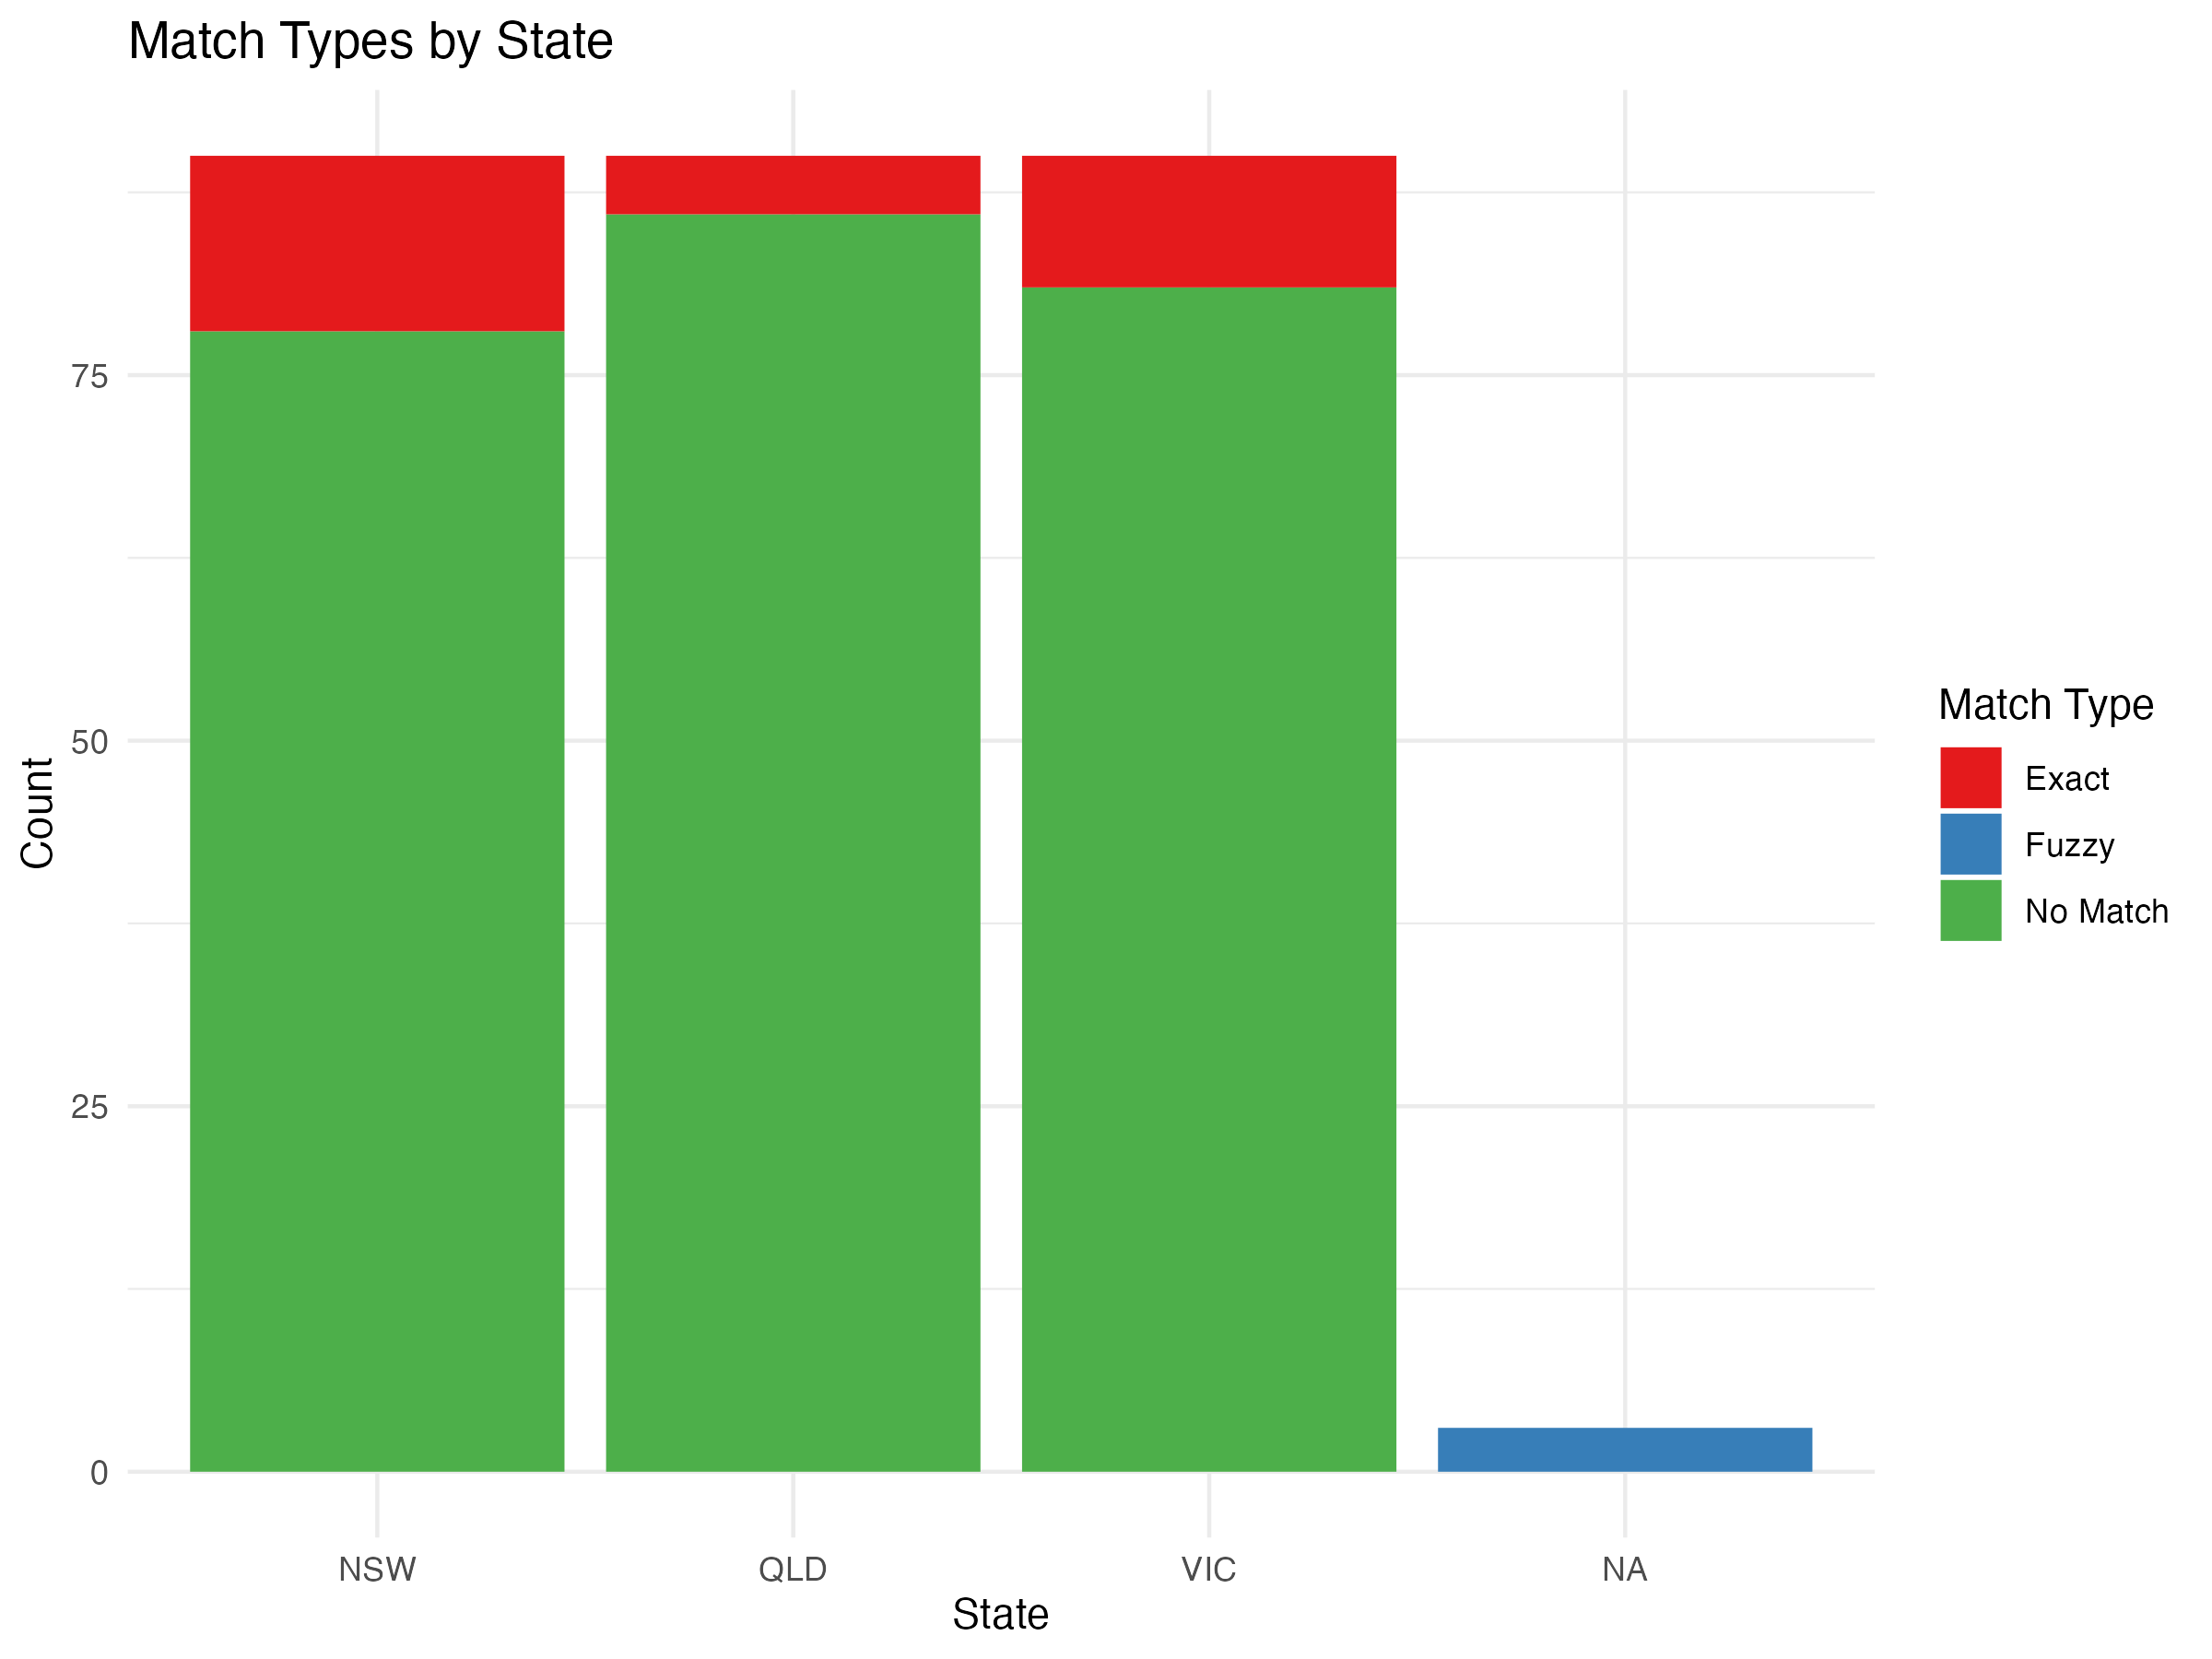 Match Types by State
Count
75
50
25
0
NSW
QLD
VIC
NA
State
Match Type
Exact
Fuzzy
No Match